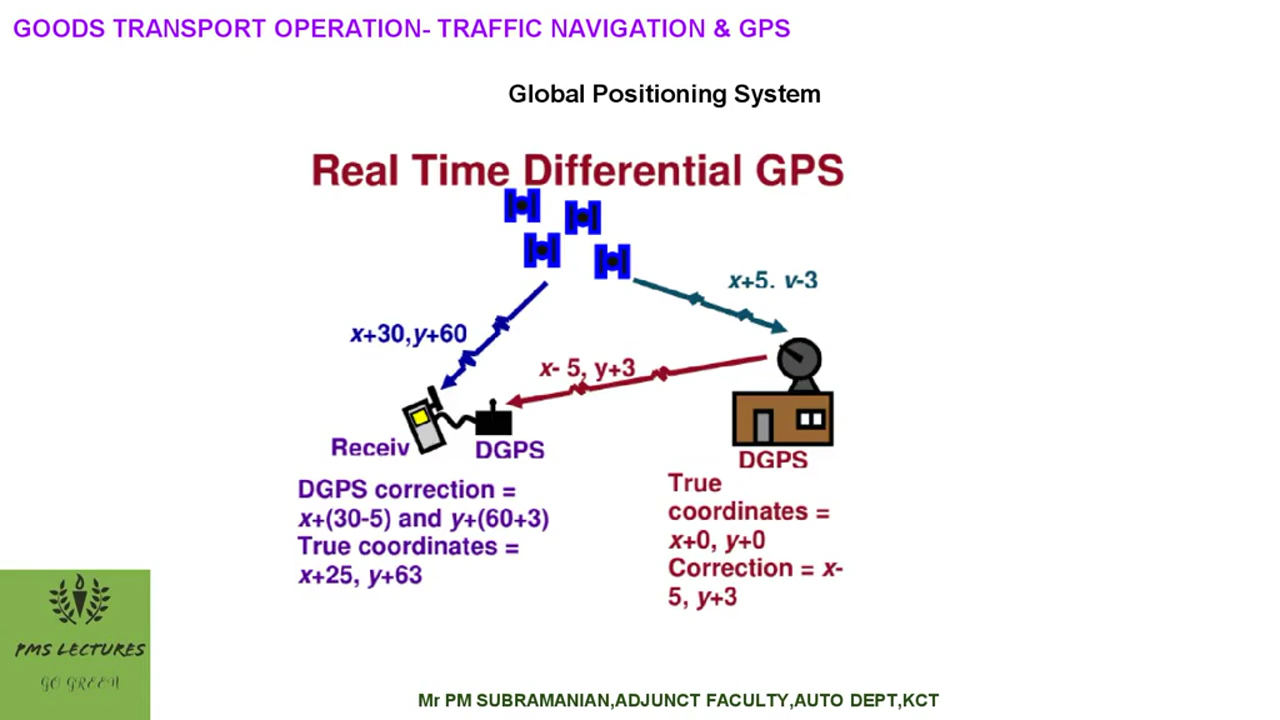 GOODS TRANSPORT OPERATION- TRAFFIC NAVIGATION & GPS
Global Positioning System
Real Time Differential GPS
x+5. y-3
x+30,y+60
x- 5, y+3
Receiv
DGPS
DGPS
DGPS correction =
x+(30-5) and y+(60+3)
True coordinates =
x+25, y+63
True
coordinates =
x+0, y+0
Correction = x-
5, y+3
PMS LECTURES
GO GREEN
Mr PM SUBRAMANIAN,ADJUNCT FACULTY,AUTO DEPT,KCT